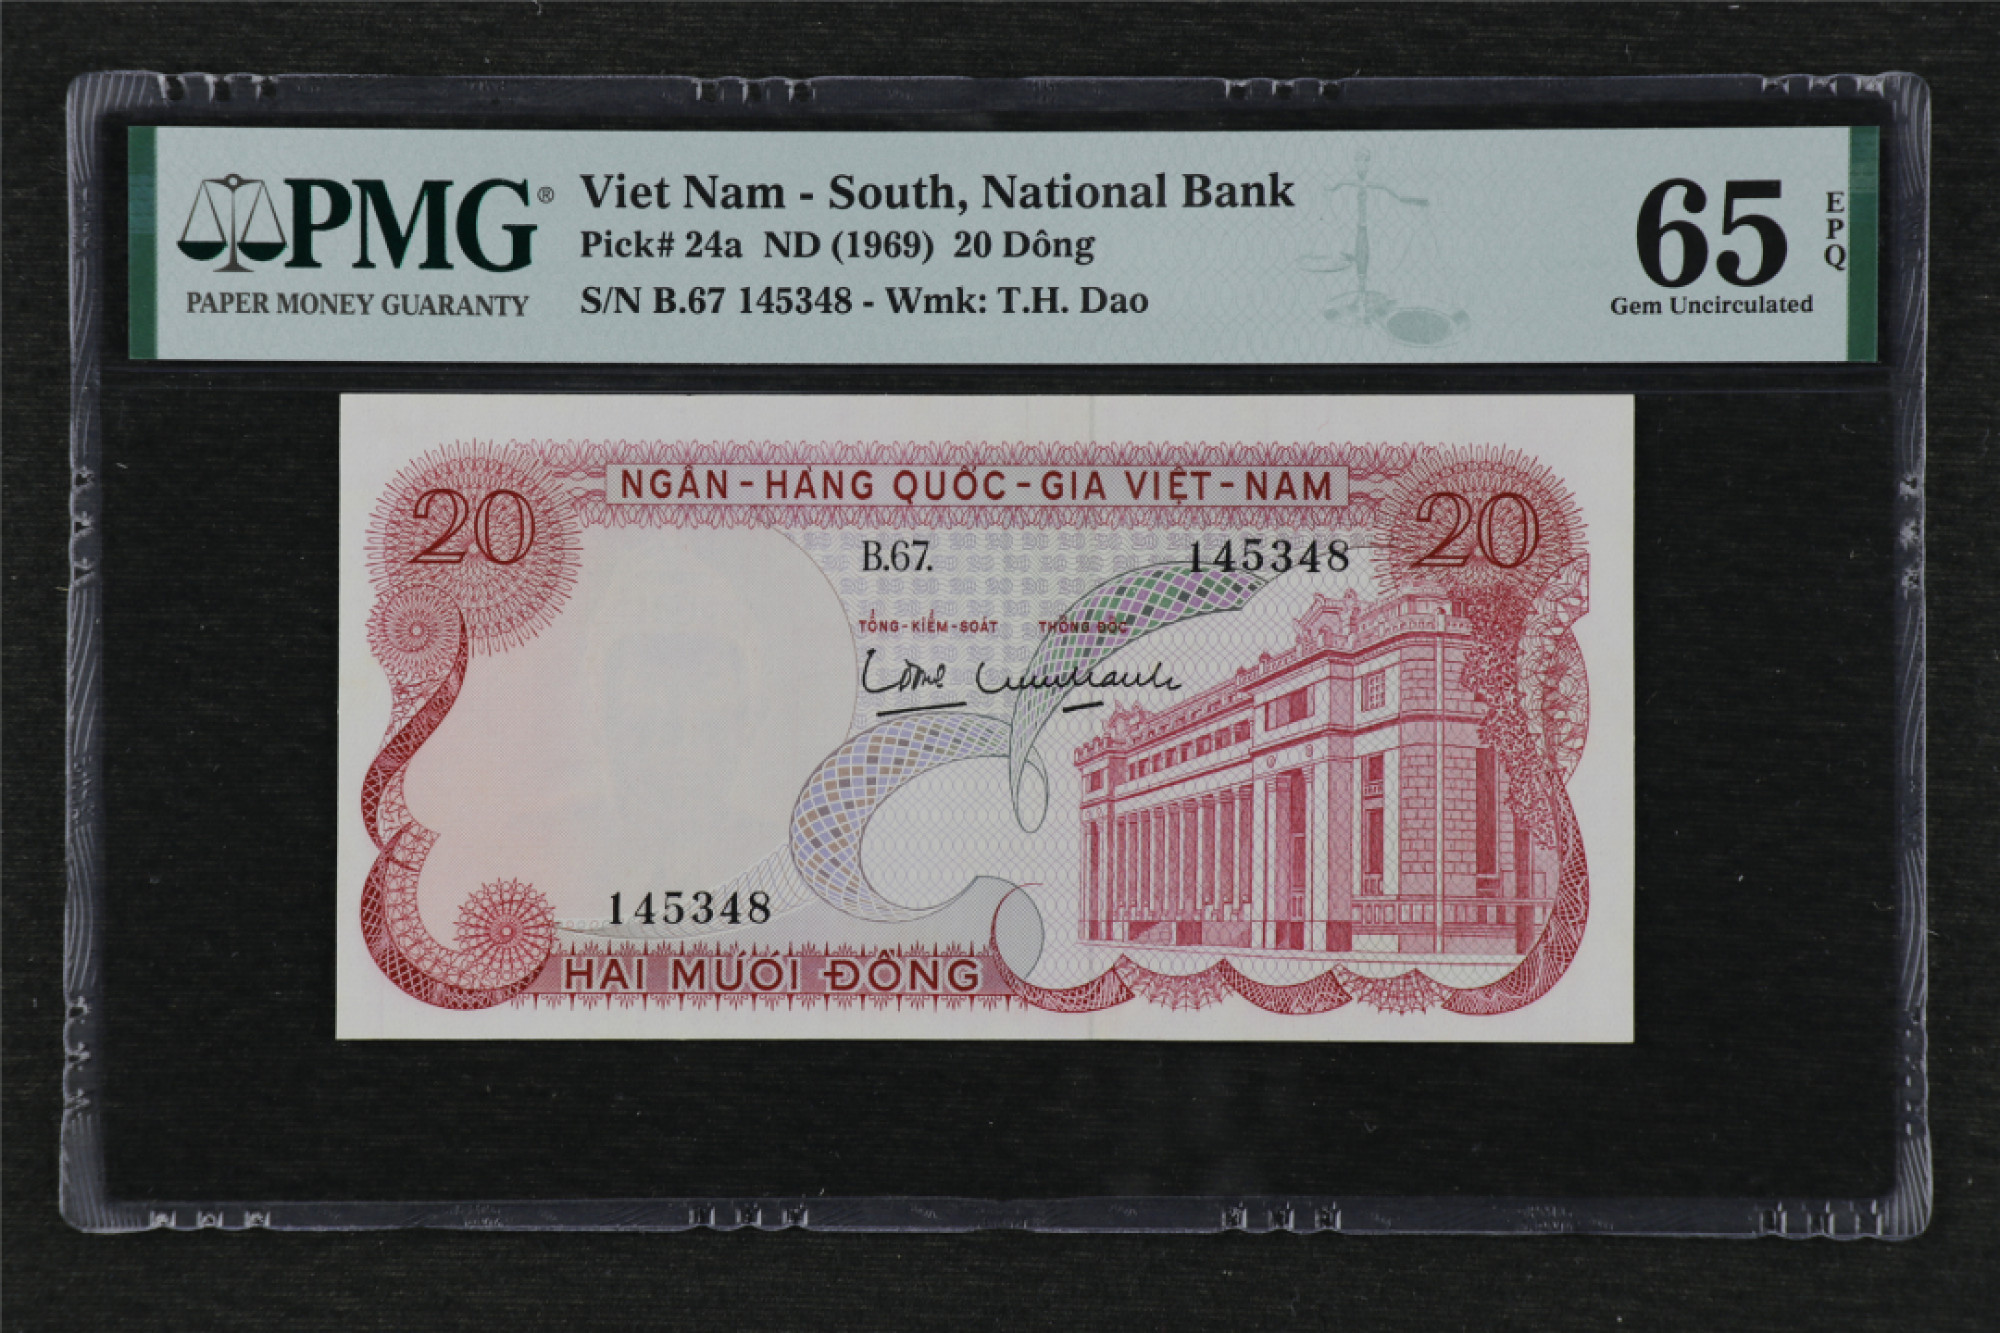 PMG®
PAPER MONEY GUARANTY
Viet Nam - South, National Bank
Pick# 24a ND (1969) 20 Dông
S/N B.67 145348 - Wmk: T.H. Dao
65
EPQ
Gem Uncirculated
NGÂN-HÀNG QUỐC-GIA VIỆT-NAM
20
20
B.67.
145348
TỔNG-KIỂM-SOÁT THỐNG ĐỐC
145348
HAI MƯƠI ĐỒNG